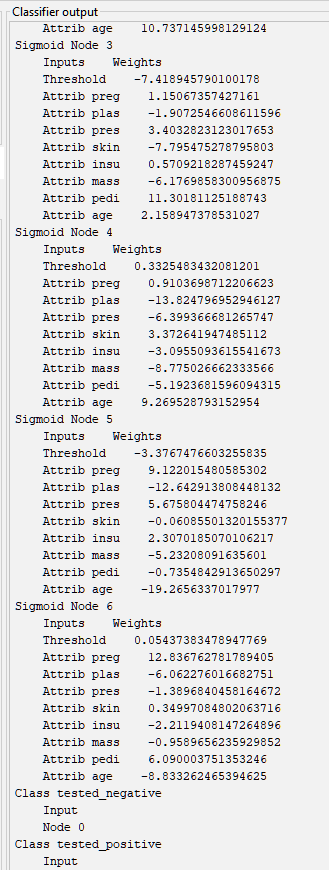 Classifier output
Attrib age    10.737145998129124
Sigmoid Node 3
Inputs    Weights
Threshold    -7.418945790100178
Attrib preg    1.15067357427161
Attrib plas    -1.9072546608611596
Attrib pres    3.4032823123017653
Attrib skin    -7.795475278795803
Attrib insu    0.5709218287459247
Attrib mass    -6.1769858300956875
Attrib pedi    11.30181125188743
Attrib age    2.158947378531027
Sigmoid Node 4
Inputs    Weights
Threshold    0.3325483432081201
Attrib preg    0.9103698712206623
Attrib plas    -13.824796952946127
Attrib pres    -6.399366681265747
Attrib skin    3.372641947485112
Attrib insu    -3.0955093615541673
Attrib mass    -8.775026662333566
Attrib pedi    -5.1923681596094315
Attrib age    9.269528793152954
Sigmoid Node 5
Inputs    Weights
Threshold    -3.3767476603255835
Attrib preg    9.122015480585302
Attrib plas    -12.642913808448132
Attrib pres    5.675804474758246
Attrib skin    -0.06085501320155377
Attrib insu    2.3070185070106217
Attrib mass    -5.23208091635601
Attrib pedi    -0.7354842913650297
Attrib age    -19.2656337017977
Sigmoid Node 6
Inputs    Weights
Threshold    0.05437383478947769
Attrib preg    12.836762781789405
Attrib plas    -6.062276016682751
Attrib pres    -1.3896840458164672
Attrib skin    0.34997084802063716
Attrib insu    -2.2119408147264896
Attrib mass    -0.9589656235929852
Attrib pedi    6.090003751353246
Attrib age    -8.833262465394625
Class tested_negative
Input
Node 0
Class tested_positive
Input